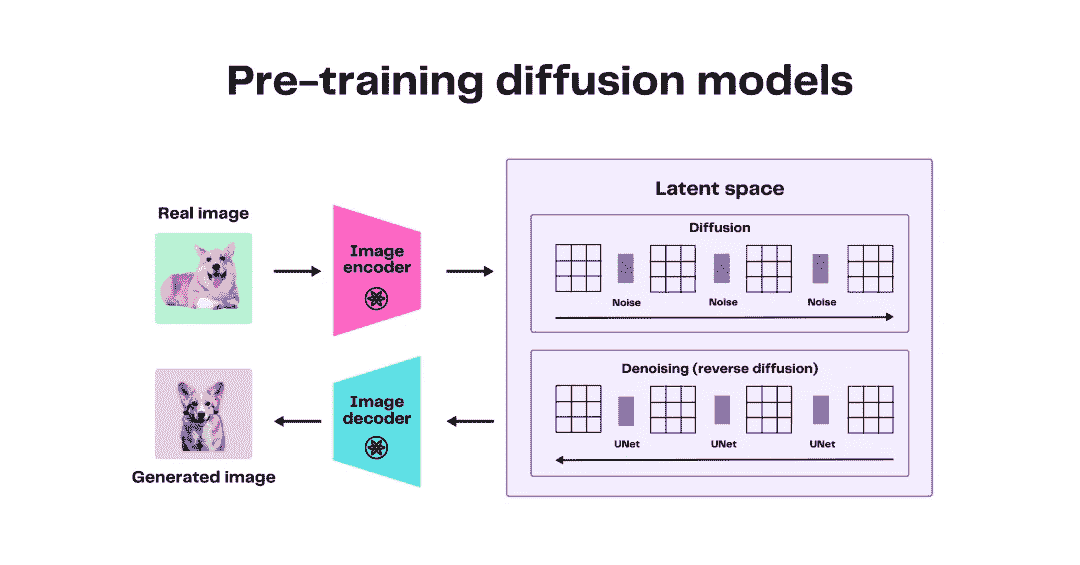 Pre-training diffusion models
Real image
Image
encoder
Latent space
Diffusion
Noise
Noise
Noise
Denoising (reverse diffusion)
UNet
UNet
UNet
Image
decoder
Generated image